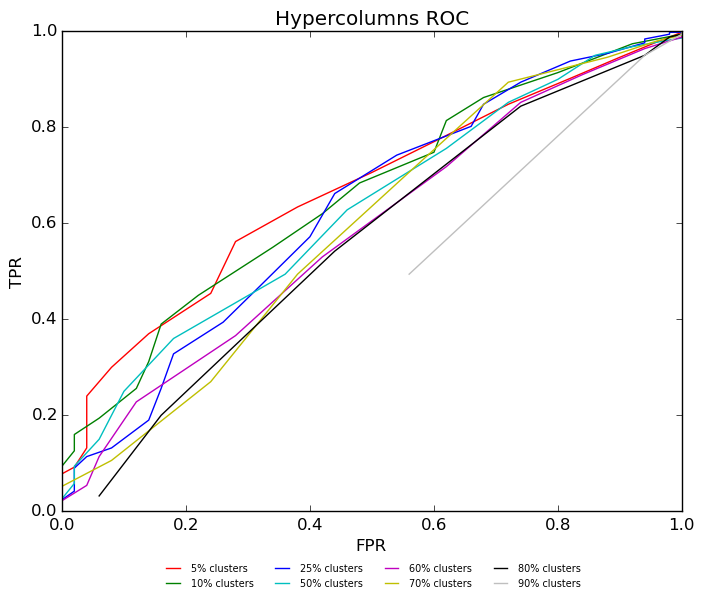 Hypercolumns ROC
1.0
0.8
0.6
0.4
0.2
0.0
TPR
0.0 0.2 0.4 0.6 0.8 1.0
FPR
5% clusters 25% clusters 60% clusters 80% clusters
10% clusters 50% clusters 70% clusters 90% clusters